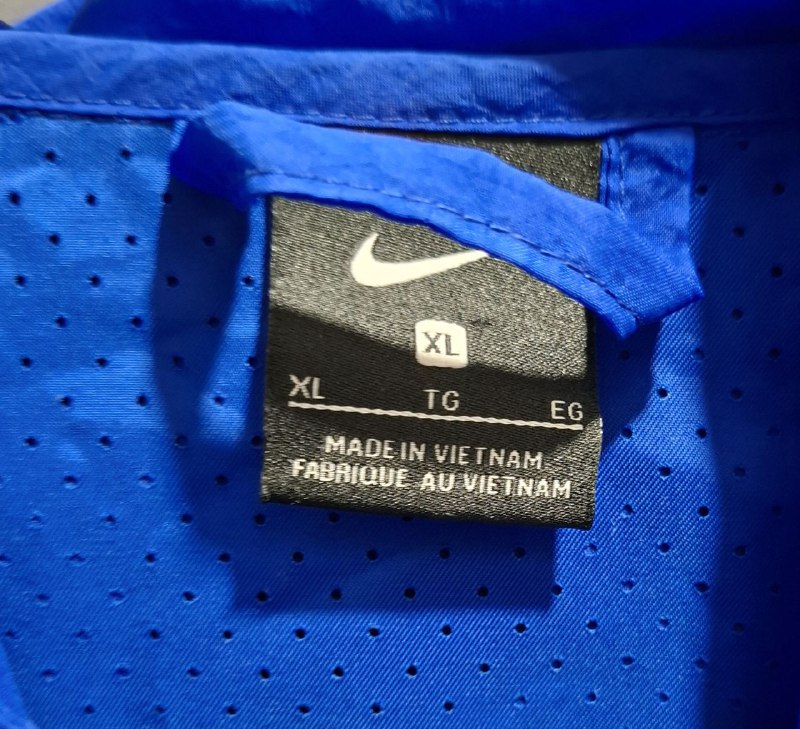 XL
XL TG EG
MADE IN VIETNAM
FABRIQUE AU VIETNAM